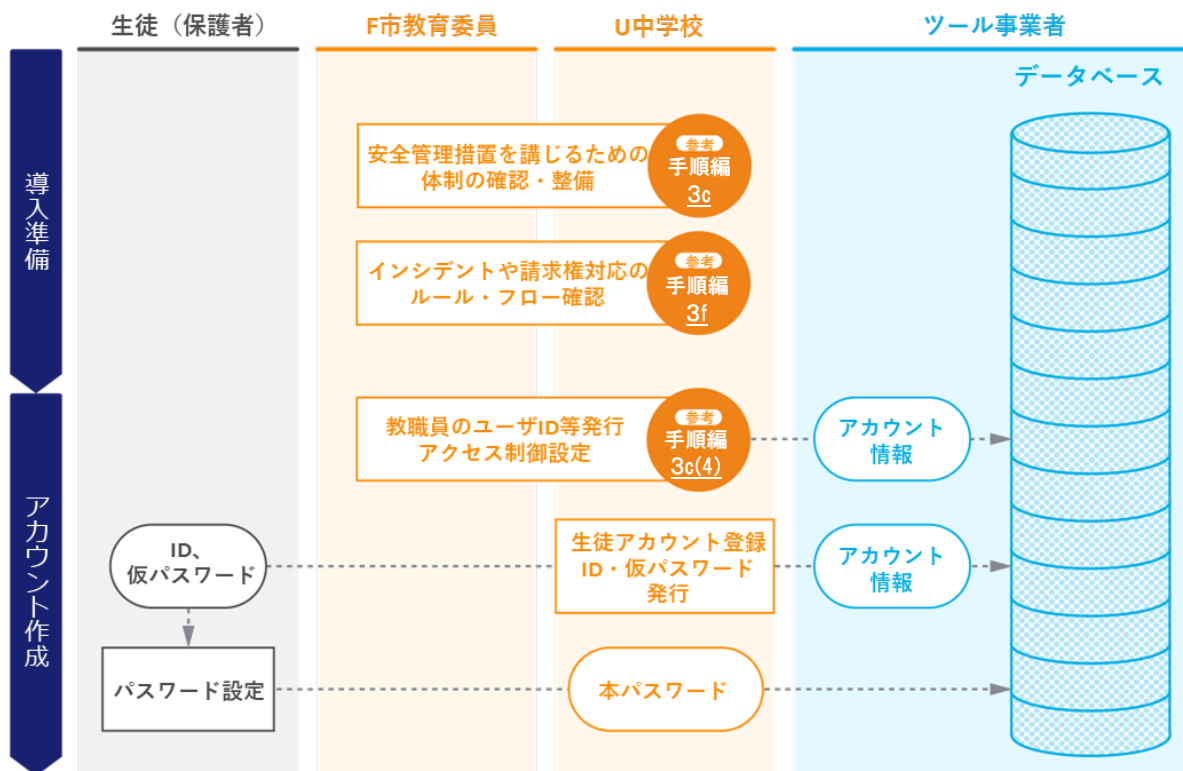 生徒（保護者）
F市教育委員
U中学校
ツール事業者
データベース
導入準備
安全管理措置を講じるための
体制の確認・整備
参考
手順編
3c
インシデントや請求権対応の
ルール・フロー確認
参考
手順編
3f
アカウント作成
教職員のユーザID等発行
アクセス制御設定
参考
手順編
3c(4)
アカウント
情報
ID、
仮パスワード
生徒アカウント登録
ID・仮パスワード
発行
アカウント
情報
パスワード設定
本パスワード